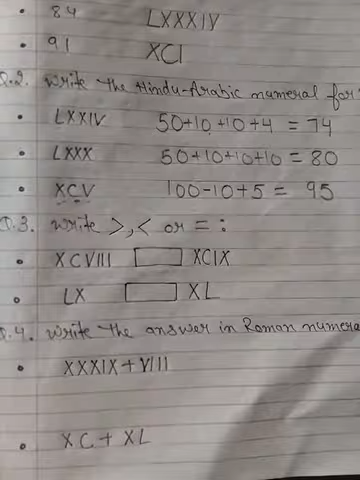 • 84 LXXXIV
• 91 XCI
Q.2. Write the Hindu-Arabic numeral for
• LXXIV 50+10+10+4 = 74
• LXXX 50+10+10+10 = 80
• XCV 100-10+5 = 95
Q.3. write >, < or = :
• XCVIII XCIX
• LX XL
Q.4. Write the answer in Roman numera
• XXXIX + VIII
• XC + XL